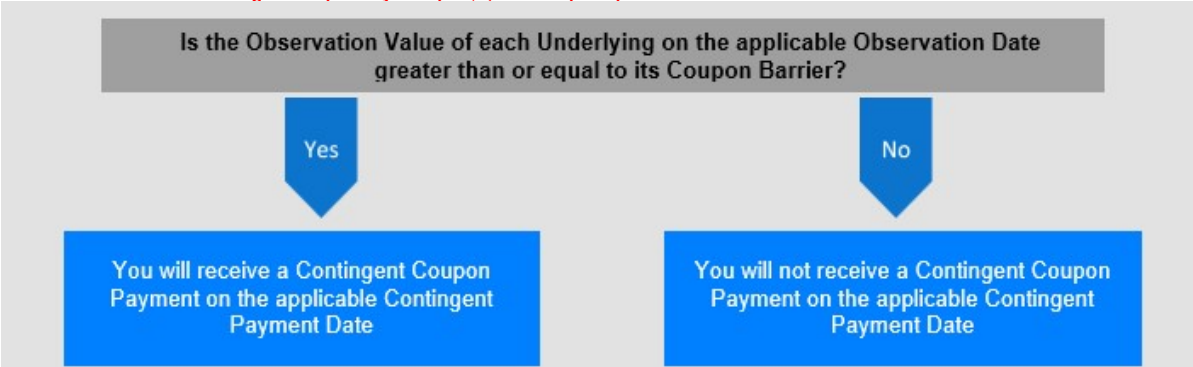 Is the Observation Value of each Underlying on the applicable Observation Date
greater than or equal to its Coupon Barrier?
Yes
No
You will receive a Contingent Coupon
Payment on the applicable Contingent
Payment Date
You will not receive a Contingent Coupon
Payment on the applicable Contingent
Payment Date